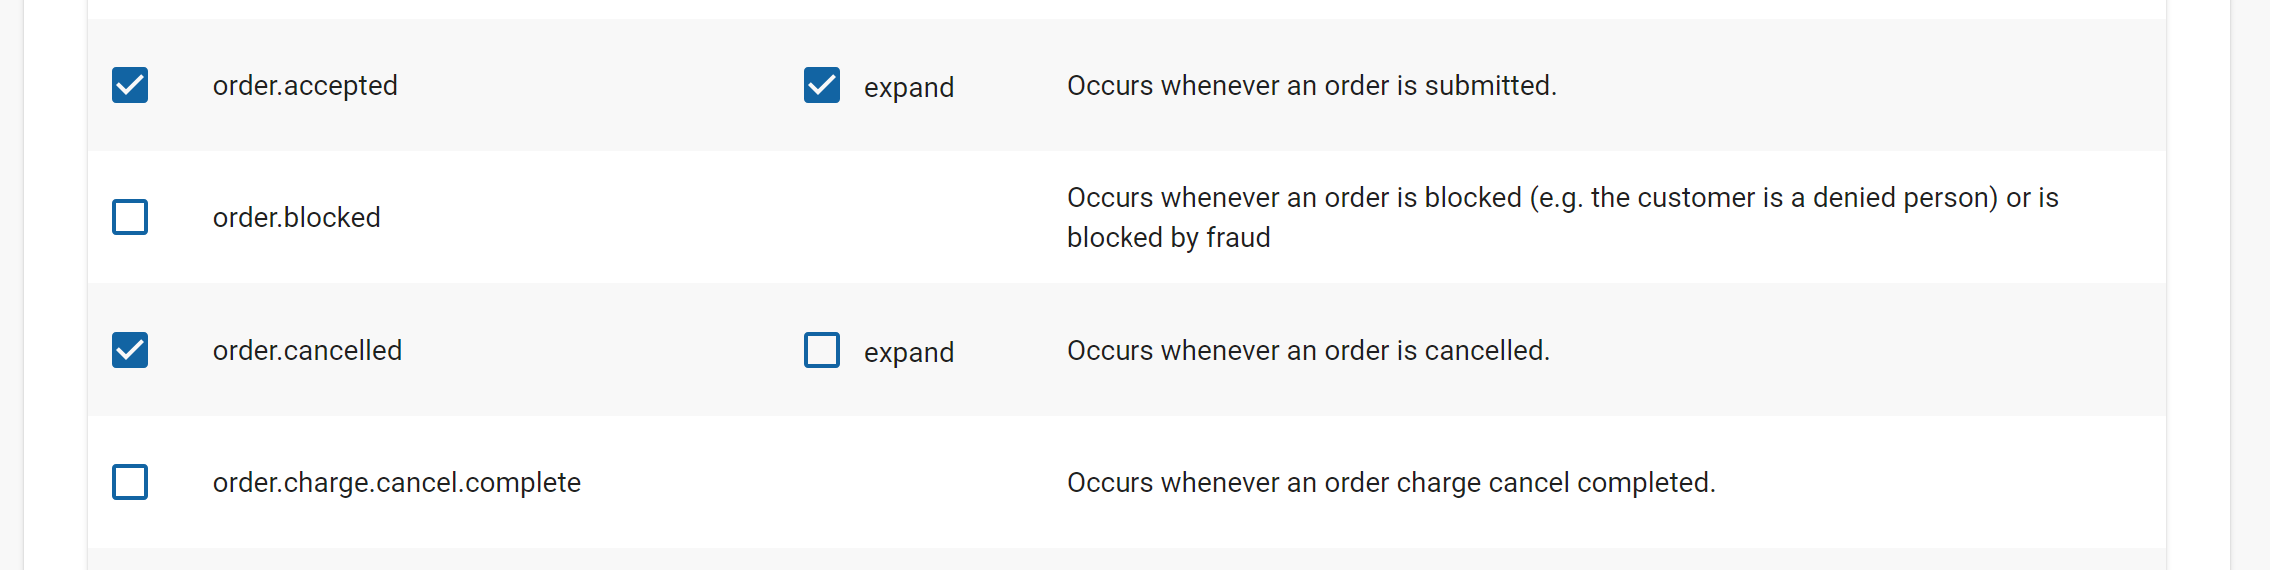 order.accepted expand Occurs whenever an order is submitted.
order.blocked Occurs whenever an order is blocked (e.g. the customer is a denied person) or is
blocked by fraud
order.cancelled expand Occurs whenever an order is cancelled.
order.charge.cancel.complete Occurs whenever an order charge cancel completed.